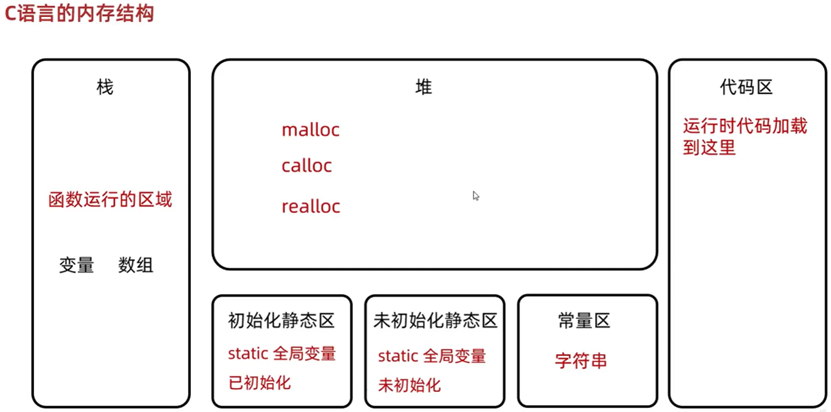 C语言的内存结构
栈
函数运行的区域
变量 数组
堆
malloc
calloc
realloc
代码区
运行时代码加载
到这里
初始化静态区
static 全局变量
已初始化
未初始化静态区
static 全局变量
未初始化
常量区
字符串